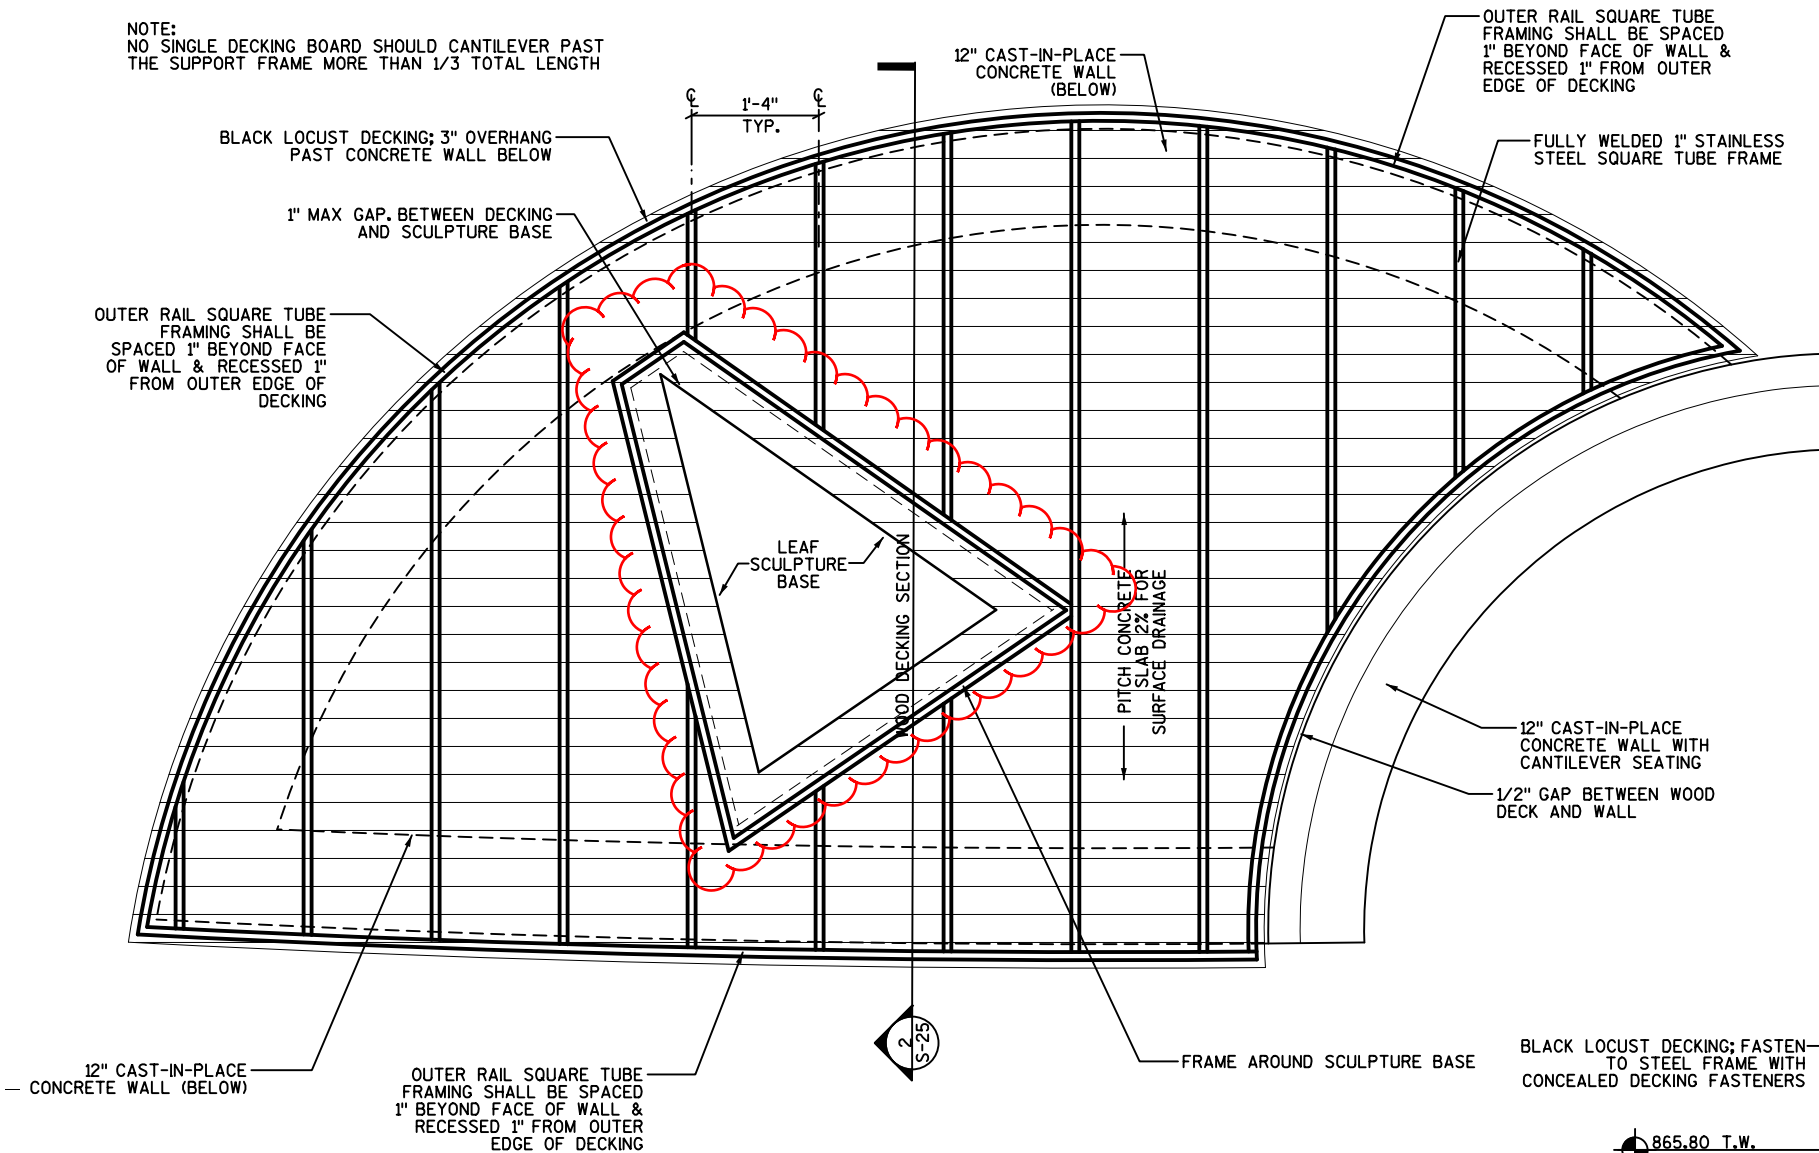 NOTE:
NO SINGLE DECKING BOARD SHOULD CANTILEVER PAST
THE SUPPORT FRAME MORE THAN 1/3 TOTAL LENGTH
OUTER RAIL SQUARE TUBE
FRAMING SHALL BE SPACED
1" BEYOND FACE OF WALL &
RECESSED 1" FROM OUTER
EDGE OF DECKING
12" CAST-IN-PLACE
CONCRETE WALL
(BELOW)
℄ ℄
1'-4"
TYP.
BLACK LOCUST DECKING; 3" OVERHANG
PAST CONCRETE WALL BELOW
FULLY WELDED 1" STAINLESS
STEEL SQUARE TUBE FRAME
1" MAX GAP. BETWEEN DECKING
AND SCULPTURE BASE
OUTER RAIL SQUARE TUBE
FRAMING SHALL BE
SPACED 1" BEYOND FACE
OF WALL & RECESSED 1"
FROM OUTER EDGE OF
DECKING
LEAF
SCULPTURE
BASE
WOOD DECKING SECTION
PITCH CONCRETE
SLAB 2% FOR
SURFACE DRAINAGE
12" CAST-IN-PLACE
CONCRETE WALL WITH
CANTILEVER SEATING
1/2" GAP BETWEEN WOOD
DECK AND WALL
2
S-25
12" CAST-IN-PLACE
CONCRETE WALL (BELOW)
OUTER RAIL SQUARE TUBE
FRAMING SHALL BE SPACED
1" BEYOND FACE OF WALL &
RECESSED 1" FROM OUTER
EDGE OF DECKING
FRAME AROUND SCULPTURE BASE
BLACK LOCUST DECKING; FASTEN
TO STEEL FRAME WITH
CONCEALED DECKING FASTENERS
865.80 T.W.